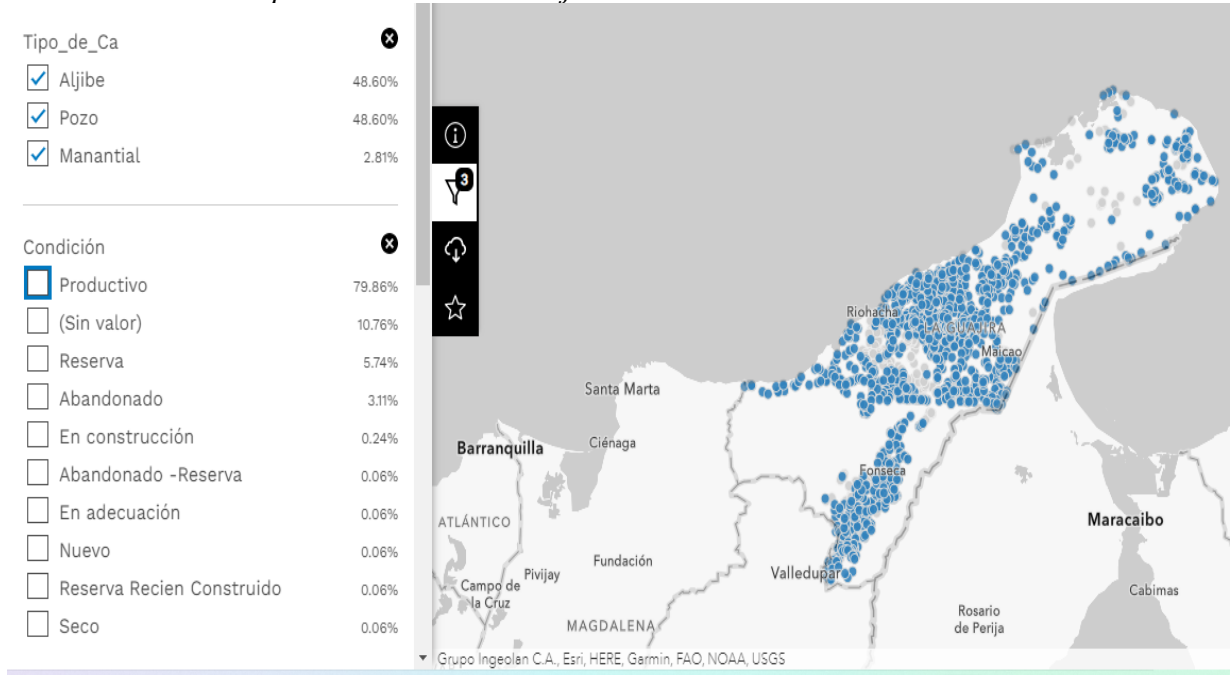 Tipo_de_Ca
Aljibe 48.60%
Pozo 48.60%
Manantial 2.81%
Condición
Productivo 79.86%
(Sin valor) 10.76%
Reserva 5.74%
Abandonado 3.11%
En construcción 0.24%
Abandonado -Reserva 0.06%
En adecuación 0.06%
Nuevo 0.06%
Reserva Recien Construido 0.06%
Seco 0.06%
3
Riohacha
LA GUAJIRA
Maicao
Santa Marta
Barranquilla
Ciénaga
Fonseca
ATLÁNTICO
Maracaibo
Fundación
Valledupar
Pivijay
Campo de
la Cruz
Cabimas
Rosario
de Perija
MAGDALENA
Grupo Ingeolan C.A., Esri, HERE, Garmin, FAO, NOAA, USGS